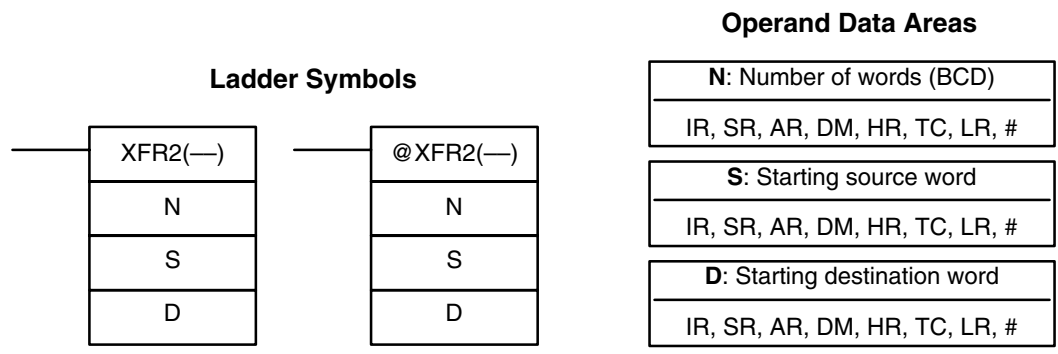 Ladder Symbols
XFR2(—)
N
S
D
@XFR2(—)
N
S
D
Operand Data Areas
N: Number of words (BCD)
IR, SR, AR, DM, HR, TC, LR, #
S: Starting source word
IR, SR, AR, DM, HR, TC, LR, #
D: Starting destination word
IR, SR, AR, DM, HR, TC, LR, #